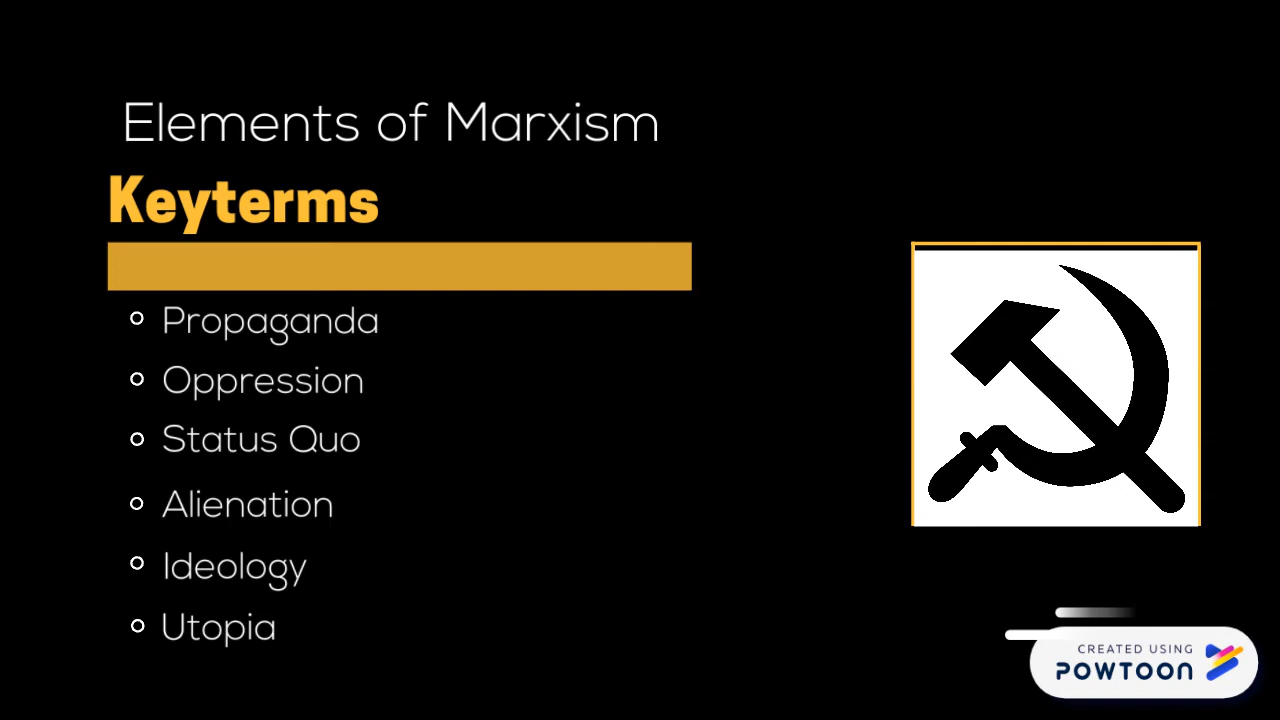 Elements of Marxism
Keyterms
Propaganda
Oppression
Status Quo
Alienation
Ideology
Utopia
CREATED USING
POWTOON